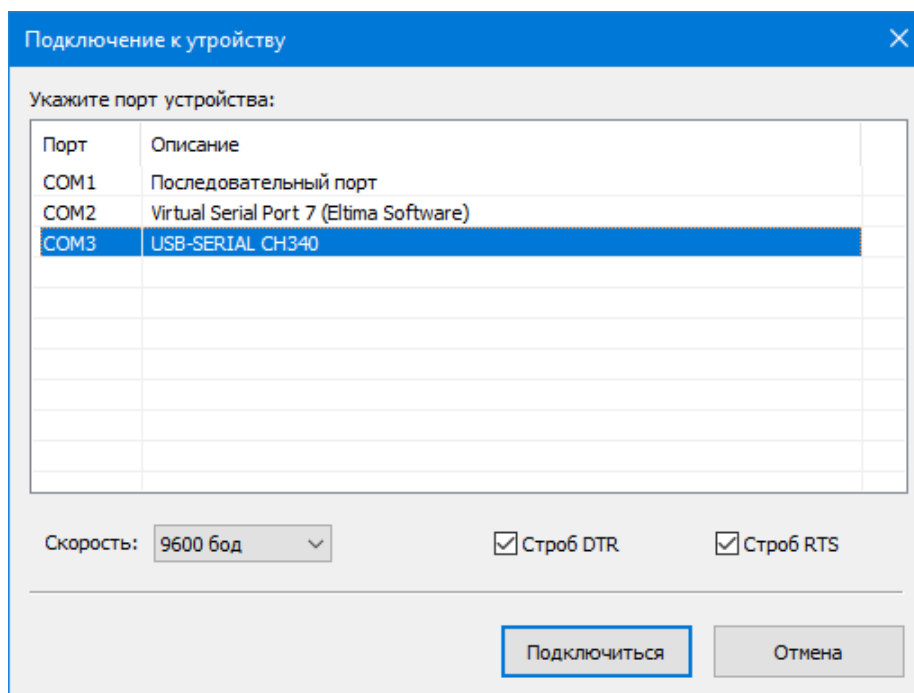 Подключение к утройству
Укажите порт устройства:
Порт Описание
COM1 Последовательный порт
COM2 Virtual Serial Port 7 (Eltima Software)
COM3 USB-SERIAL CH340
Скорость: 9600 бод Строб DTR Строб RTS
Подключиться Отмена